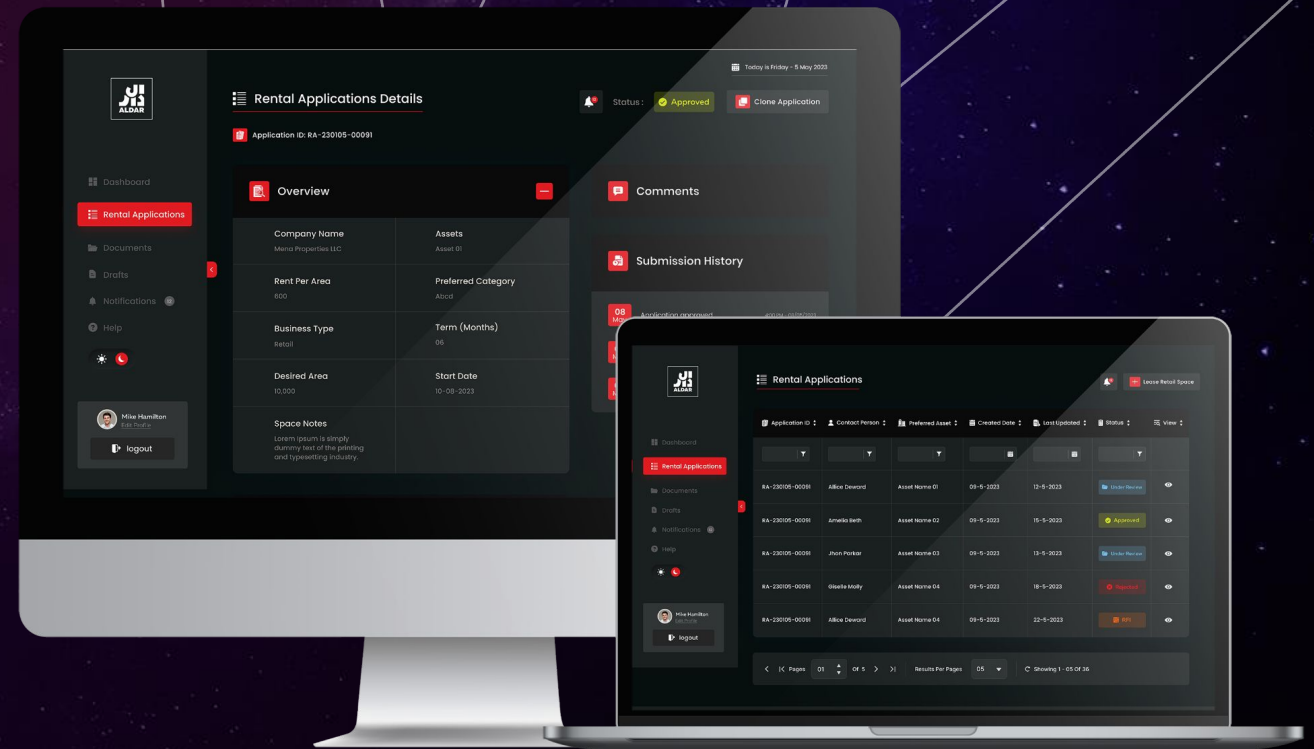 Today is Friday - 5 May 2023
ALDAR
Rental Applications Details
Status :
Approved
Clone Application
Application ID: RA-230105-00091
Dashboard
Rental Applications
Documents
Drafts
Notifications
Help
Mike Hamilton
Edit Profile
logout
Overview
Company Name
Mena Properties LLC
Assets
Asset 01
Rent Per Area
600
Preferred Category
Abcd
Business Type
Retail
Term (Months)
06
Desired Area
10,000
Start Date
10-08-2023
Space Notes
Lorem Ipsum is simply
dummy text of the printing
and typesetting industry.
Comments
Submission History
08
May
Application approved
ALDAR
Rental Applications
Lease Retail Space
Dashboard
Rental Applications
Documents
Drafts
Notifications
Help
Mike Hamilton
Edit Profile
logout
Application ID Contact Person Preferred Asset Created Date Last Updated Status View
RA-230105-00091 Allice Deward Asset Name 01 09-5-2023 12-5-2023 Under Review
RA-230105-00091 Amelia Beth Asset Name 02 09-5-2023 15-5-2023 Approved
RA-230105-00091 Jhon Parkar Asset Name 03 09-5-2023 13-5-2023 Under Review
RA-230105-00091 Giselle Molly Asset Name 04 09-5-2023 18-5-2023
RA-230105-00091 Allice Deward Asset Name 04 09-5-2023 22-5-2023 RFI
Pages 01 Of 5 Results Per Pages 05 Showing 1 - 05 Of 36